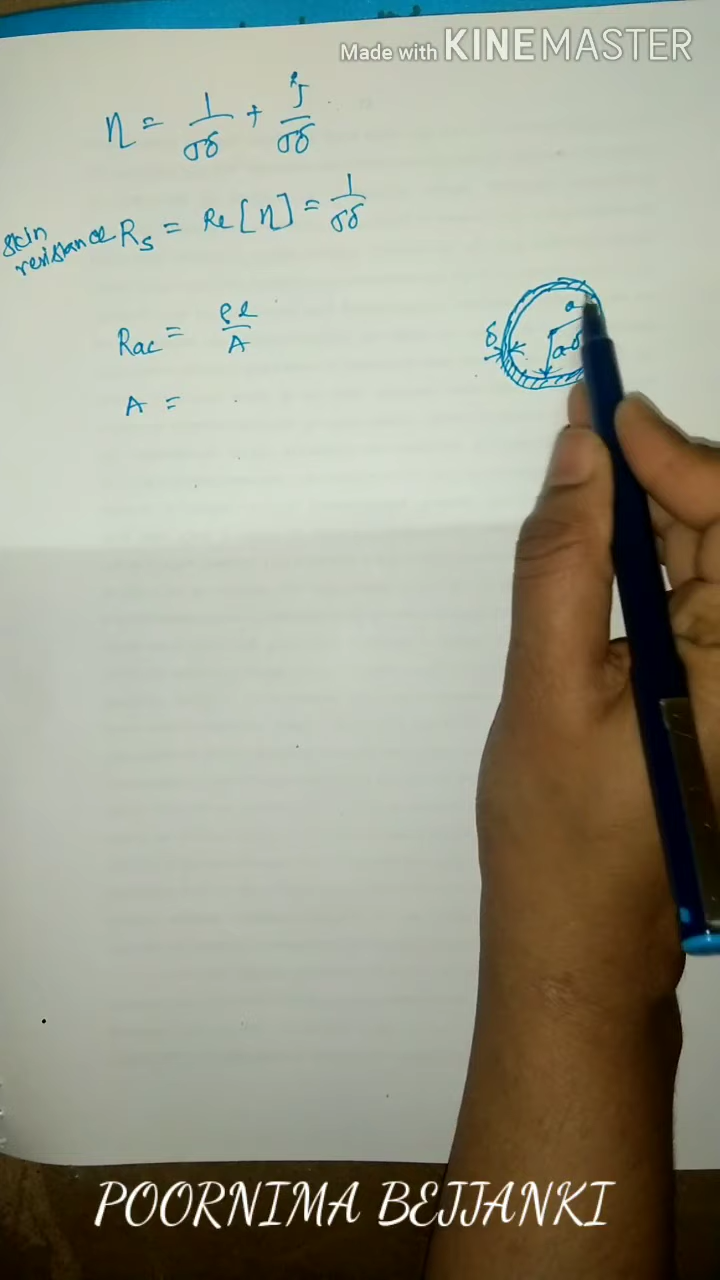 Made with KINEMASTER
η = 1/σδ + j/σδ
skin resistance Rs = Re[η] = 1/σδ
Rac = ρl/A
A =
a
δ
a-δ
POORNIMA BEJJANKI